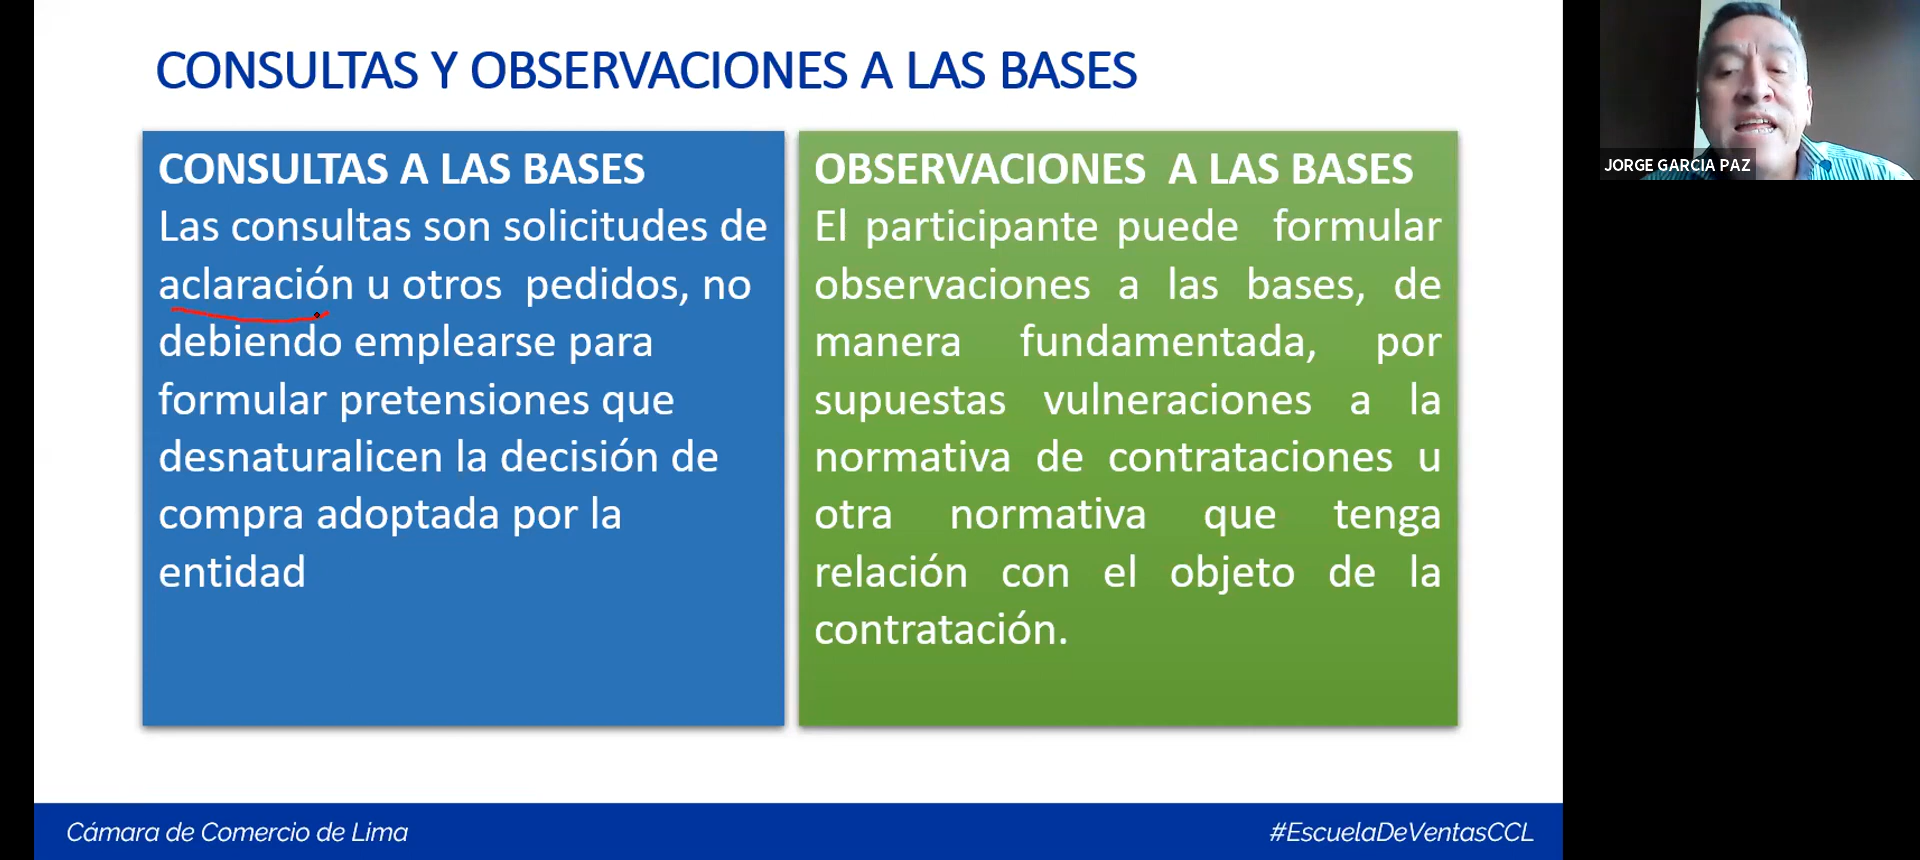 CONSULTAS Y OBSERVACIONES A LAS BASES
CONSULTAS A LAS BASES
Las consultas son solicitudes de
aclaración u otros pedidos, no
debiendo emplearse para
formular pretensiones que
desnaturalicen la decisión de
compra adoptada por la
entidad
OBSERVACIONES A LAS BASES
El participante puede formular
observaciones a las bases, de
manera fundamentada, por
supuestas vulneraciones a la
normativa de contrataciones u
otra normativa que tenga
relación con el objeto de la
contratación.
JORGE GARCIA PAZ
Cámara de Comercio de Lima
#EscuelaDeVentasCCL